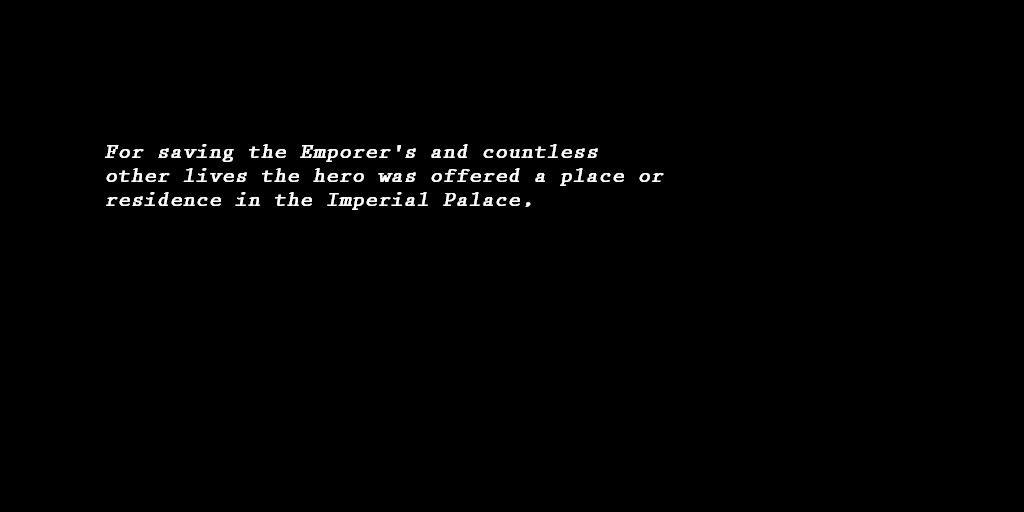 For saving the Emporer's and countless
other lives the hero was offered a place or
residence in the Imperial Palace.